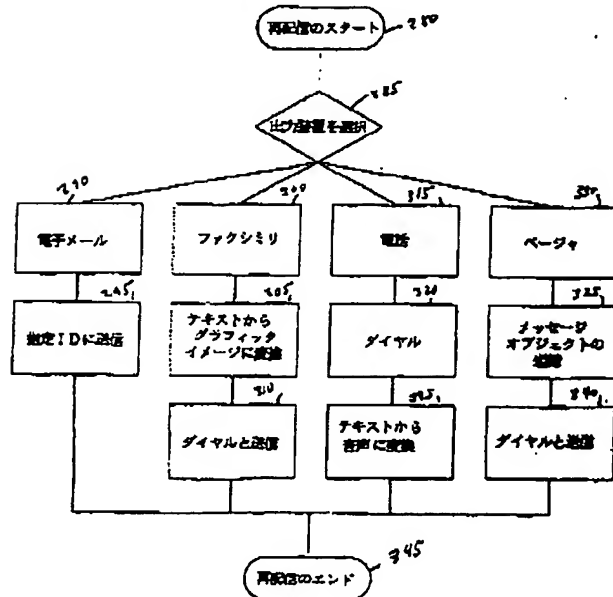 再配信のスタート
280
285
出力装置を選択
290
電子メール
ファクシミリ
315
電話
330
ページャ
295
指定IDに送信
305
テキストから
グラフィック
イメージに変換
320
ダイヤル
メッセージ
オブジェクトの
310
ダイヤルと送信
325
テキストから
音声に変換
340
ダイヤルと送信
345
再配信のエンド